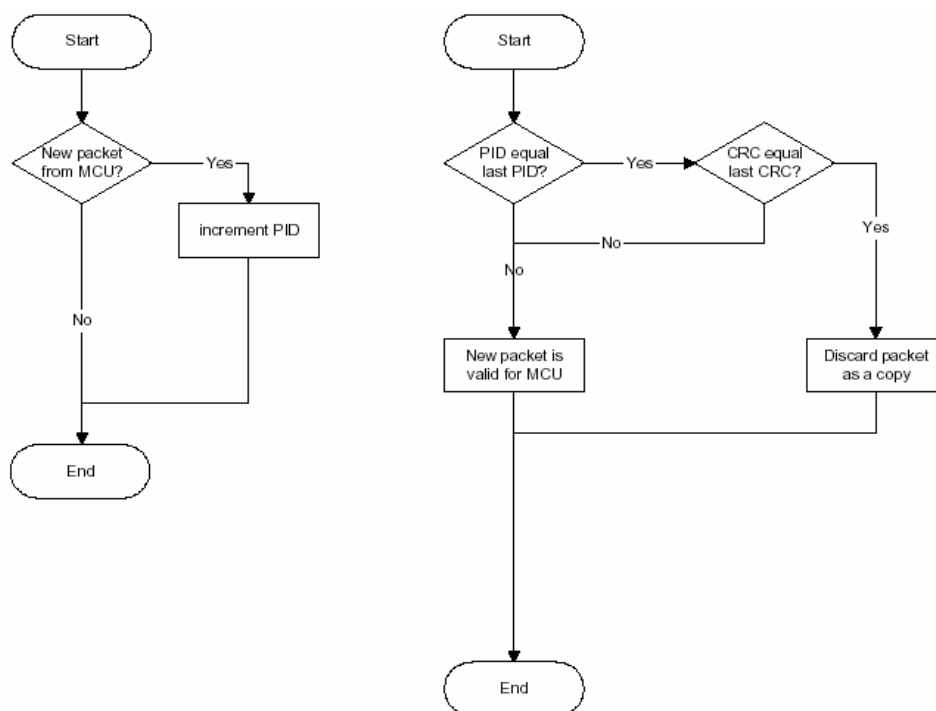 Start
New packet
from MCU?
Yes
increment PID
No
End
Start
PID equal
last PID?
Yes
CRC equal
last CRC?
No
Yes
No
New packet is
valid for MCU
Discard packet
as a copy
End